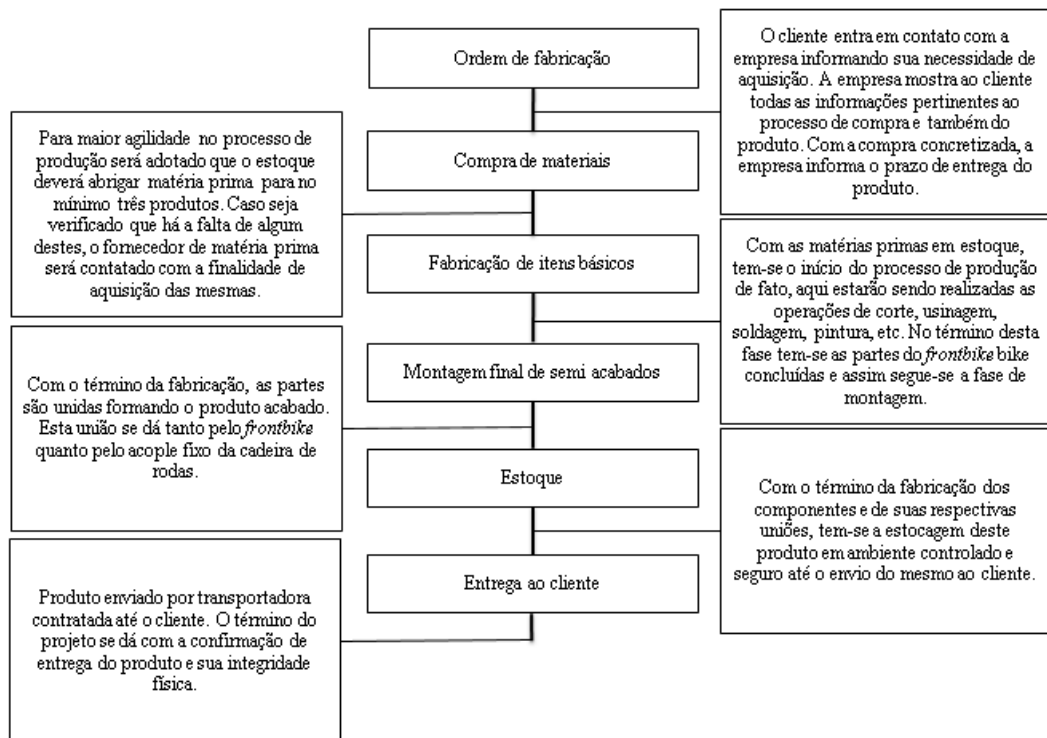 Ordem de fabricação
O cliente entra em contato com a
empresa informando sua necessidade de
aquisição. A empresa mostra ao cliente
todas as informações pertinentes ao
processo de compra e também do
produto. Com a compra concretizada, a
empresa informa o prazo de entrega do
produto.
Compra de materiais
Para maior agilidade no processo de
produção será adotado que o estoque
deverá abrigar matéria prima para no
mínimo três produtos. Caso seja
verificado que há a falta de algum
destes, o fornecedor de matéria prima
será contatado com a finalidade de
aquisição das mesmas.
Fabricação de itens básicos
Com as matérias primas em estoque,
tem-se o início do processo de produção
de fato, aqui estarão sendo realizadas as
operações de corte, usinagem,
soldagem, pintura, etc. No término desta
fase tem-se as partes do frontbike bike
concluídas e assim segue-se a fase de
montagem.
Montagem final de semi acabados
Com o término da fabricação, as partes
são unidas formando o produto acabado.
Esta união se dá tanto pelo frontbike
quanto pelo acople fixo da cadeira de
rodas.
Estoque
Com o término da fabricação dos
componentes e de suas respectivas
uniões, tem-se a estocagem deste
produto em ambiente controlado e
seguro até o envio do mesmo ao cliente.
Entrega ao cliente
Produto enviado por transportadora
contratada até o cliente. O término do
projeto se dá com a confirmação de
entrega do produto e sua integridade
física.